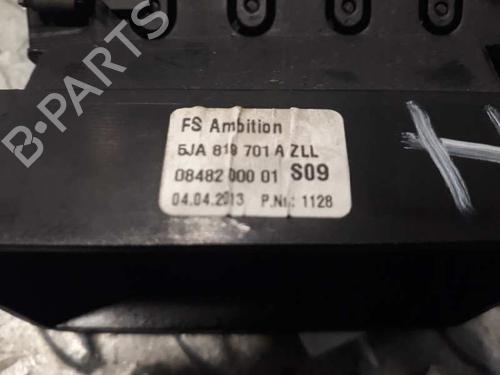 B-PARTS
FS Ambition
5JA 819 701 A ZLL
08482 000 01 S09
04.04.2013 P.Nr.: 1128